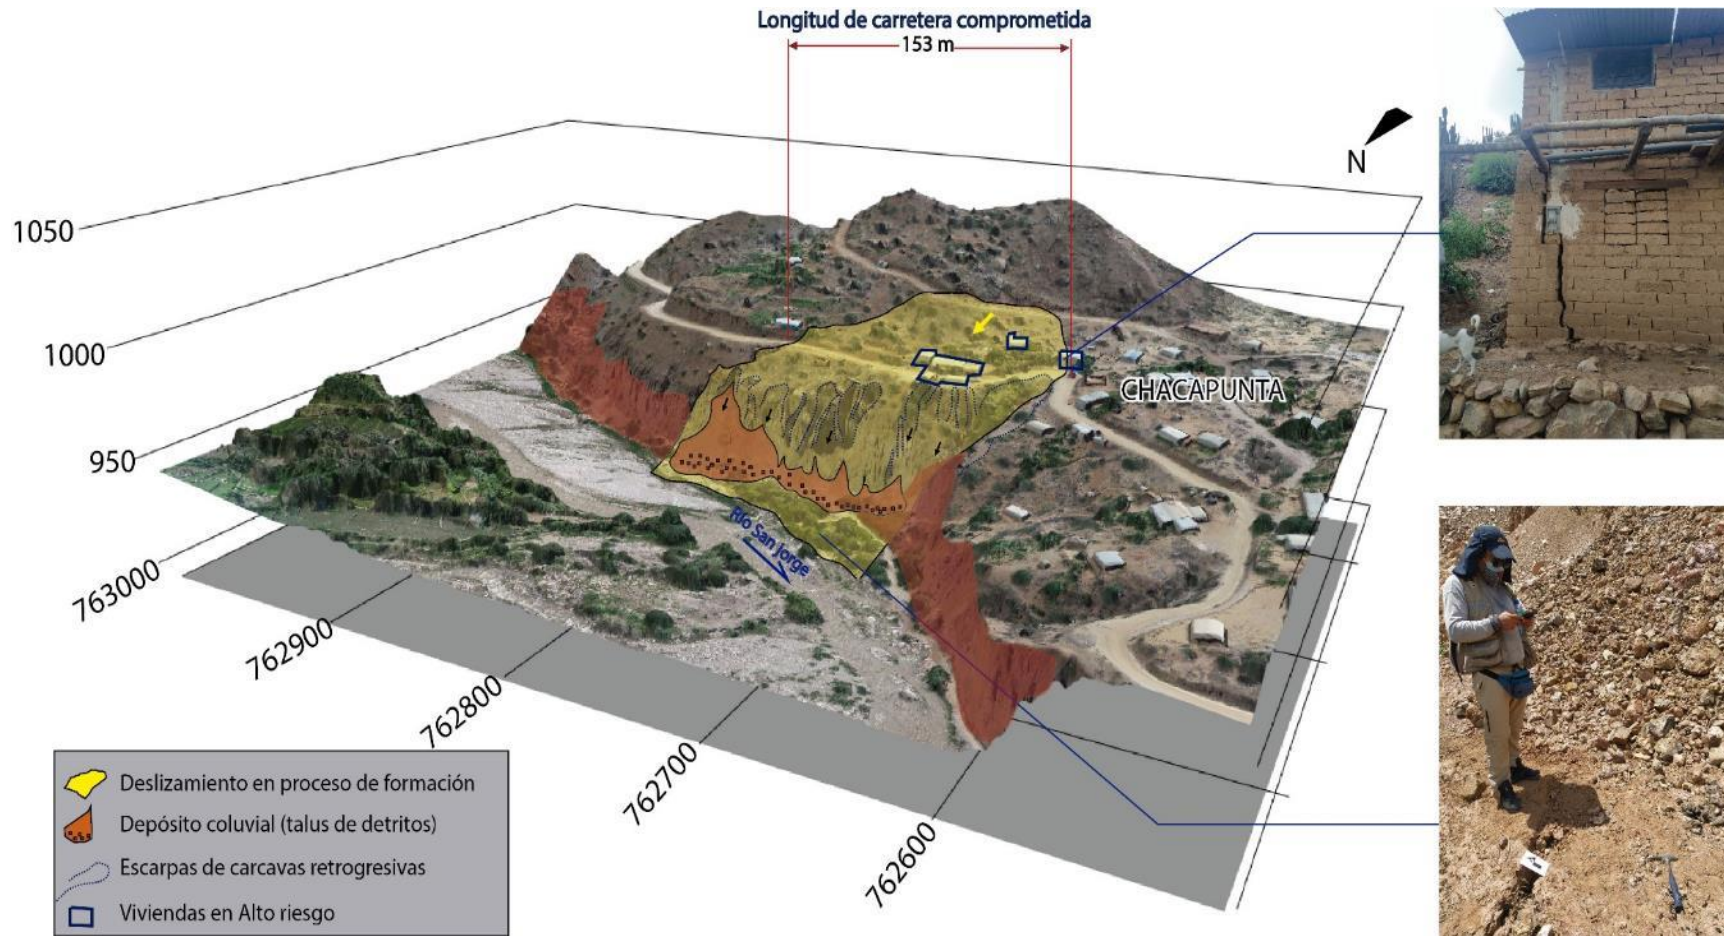 Longitud de carretera comprometida
153 m
N
1050
1000
950
CHACAPUNTA
Río San Jorge
763000
762900
762800
762700
762600
Deslizamiento en proceso de formación
Depósito coluvial (talus de detritos)
Escarpas de carcavas retrogresivas
Viviendas en Alto riesgo